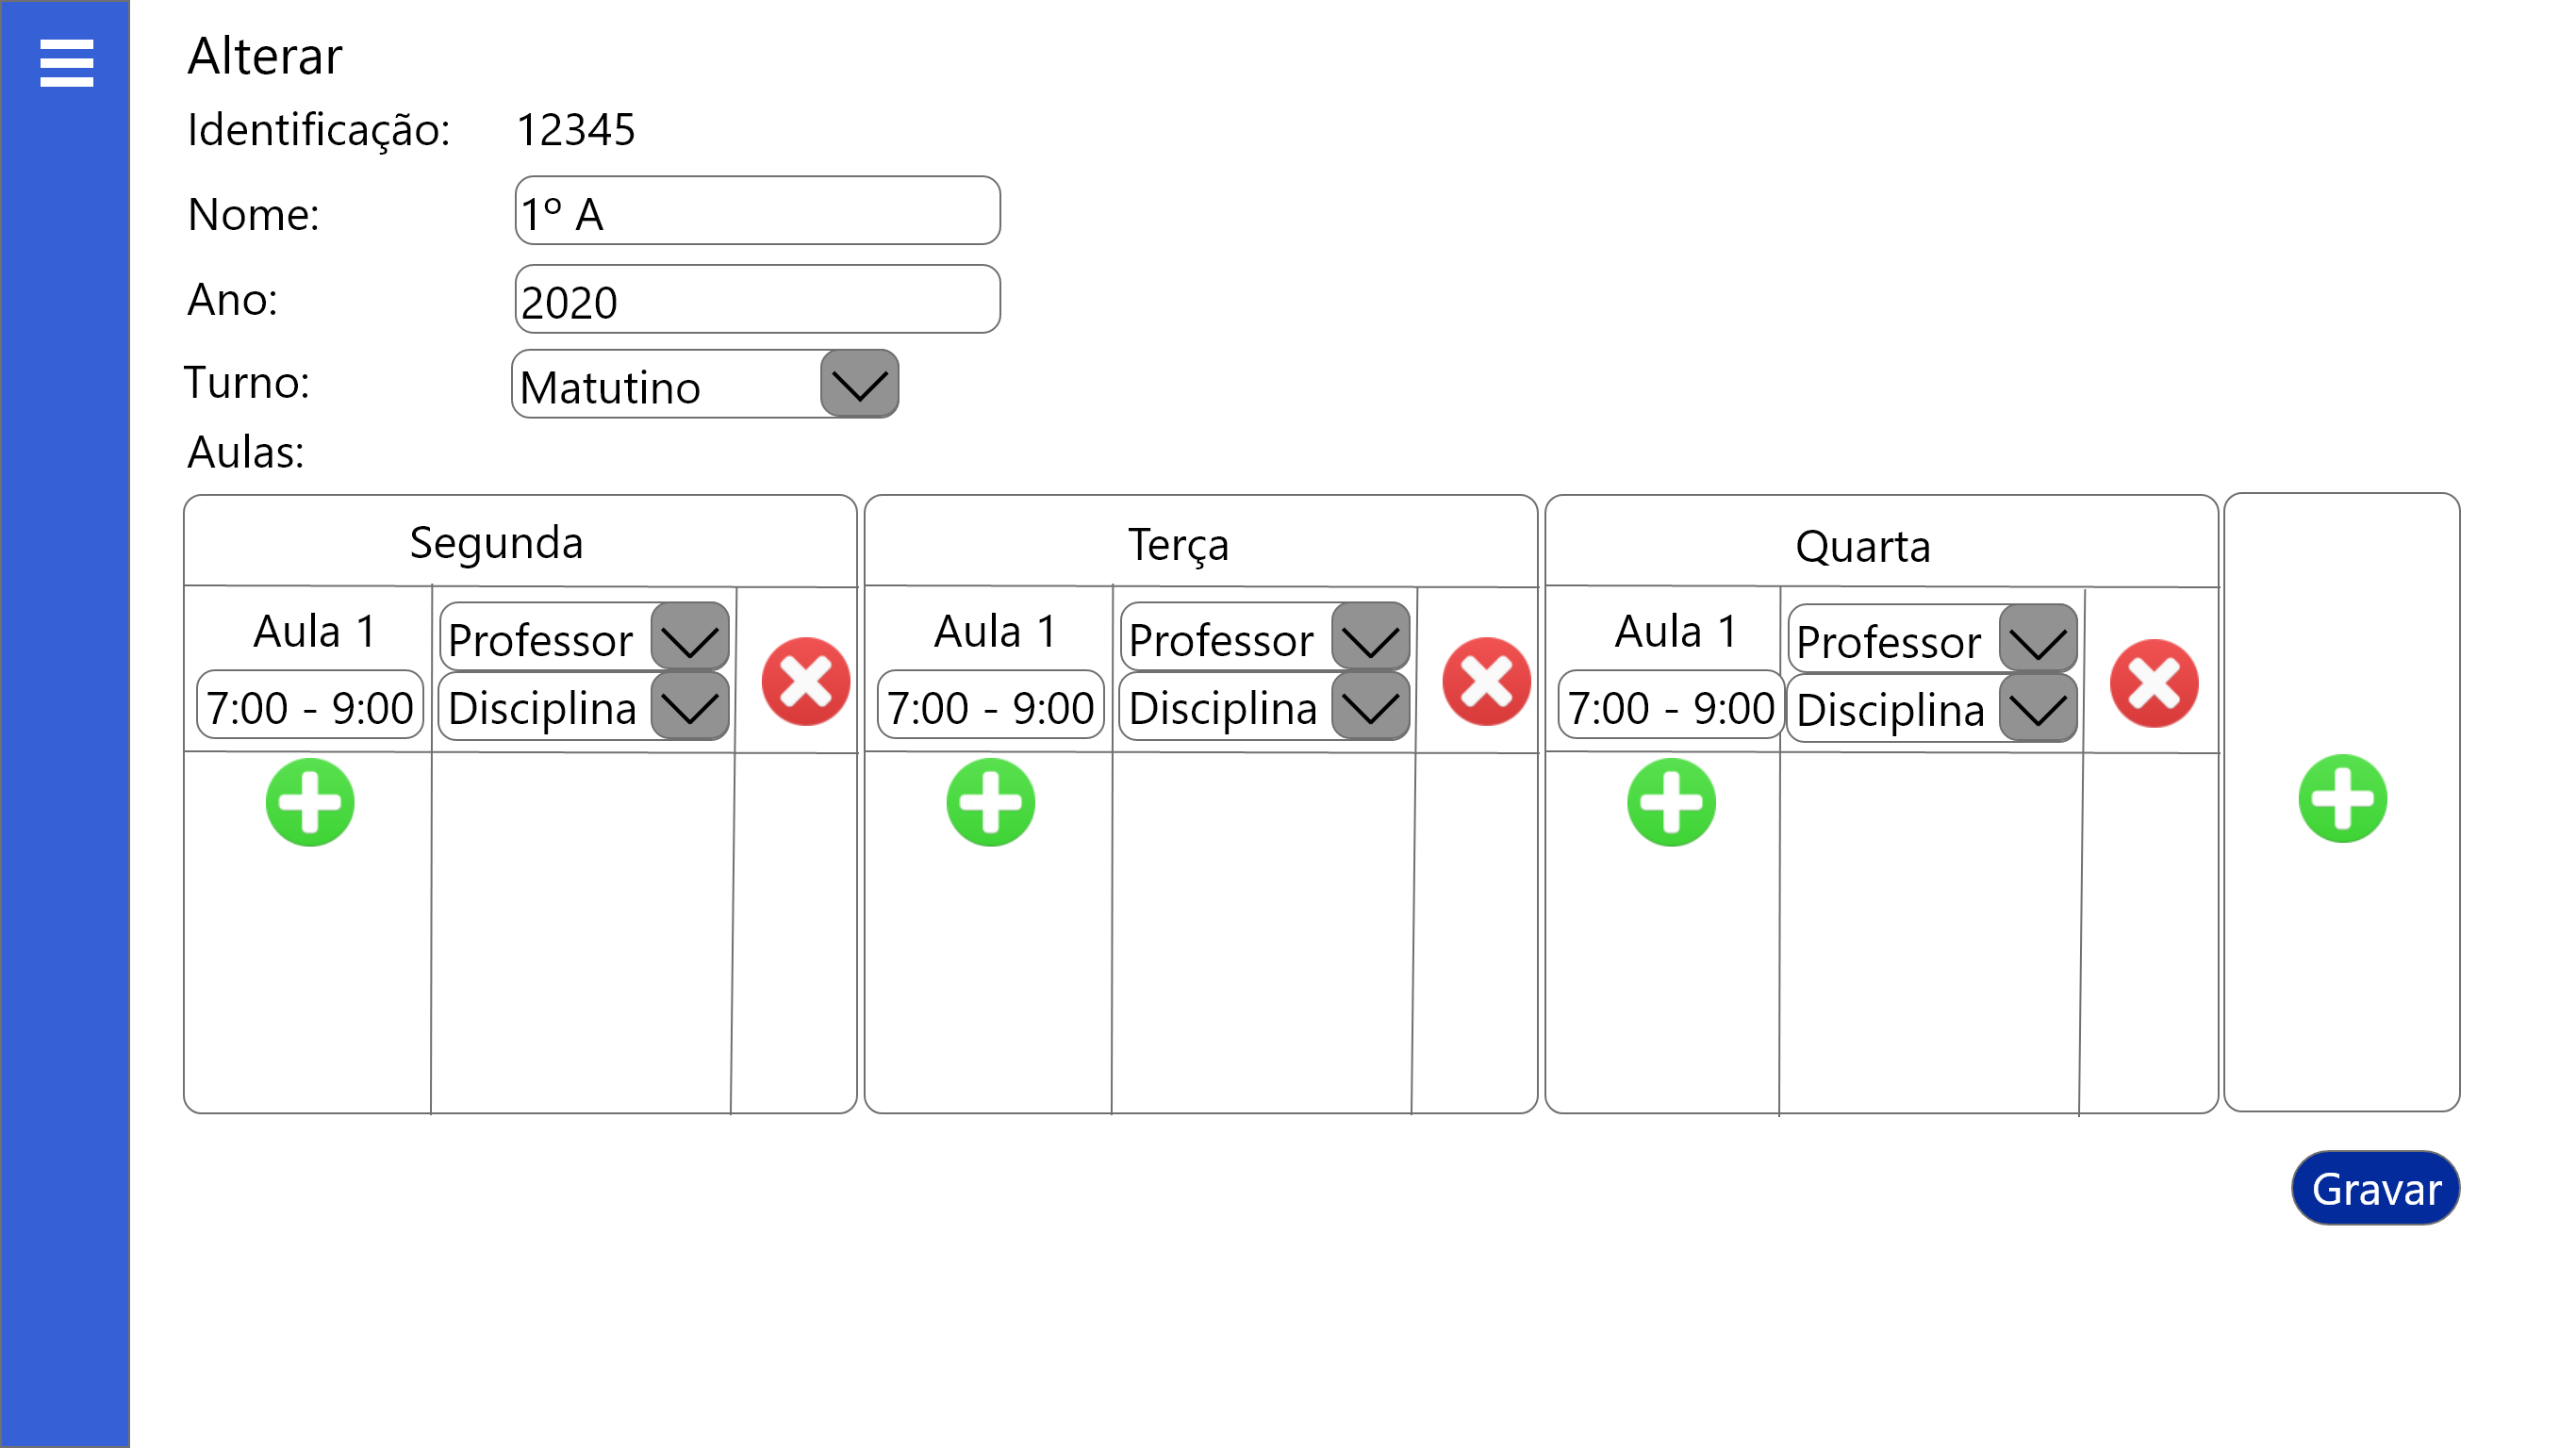 Alterar
Identificação: 12345
Nome: 1º A
Ano: 2020
Turno: Matutino
Aulas:
Segunda Terça Quarta
Aula 1 Professor Aula 1 Professor Aula 1 Professor
7:00 - 9:00 Disciplina 7:00 - 9:00 Disciplina 7:00 - 9:00 Disciplina
Gravar